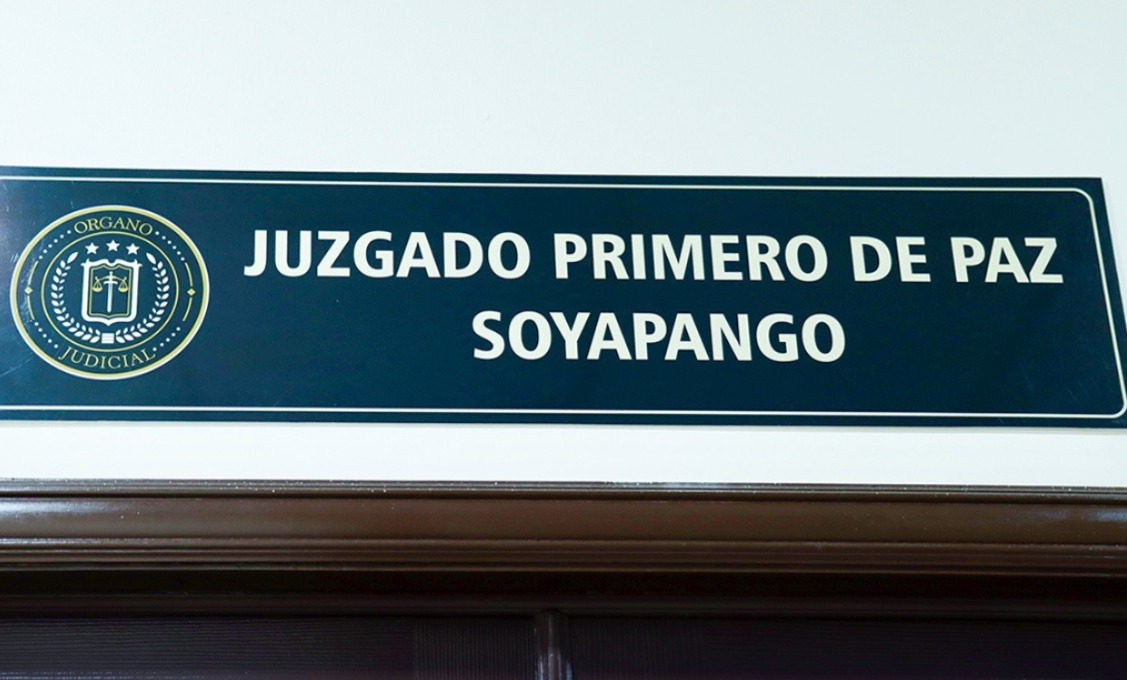 ORGANO
JUDICIAL
JUZGADO PRIMERO DE PAZ
SOYAPANGO